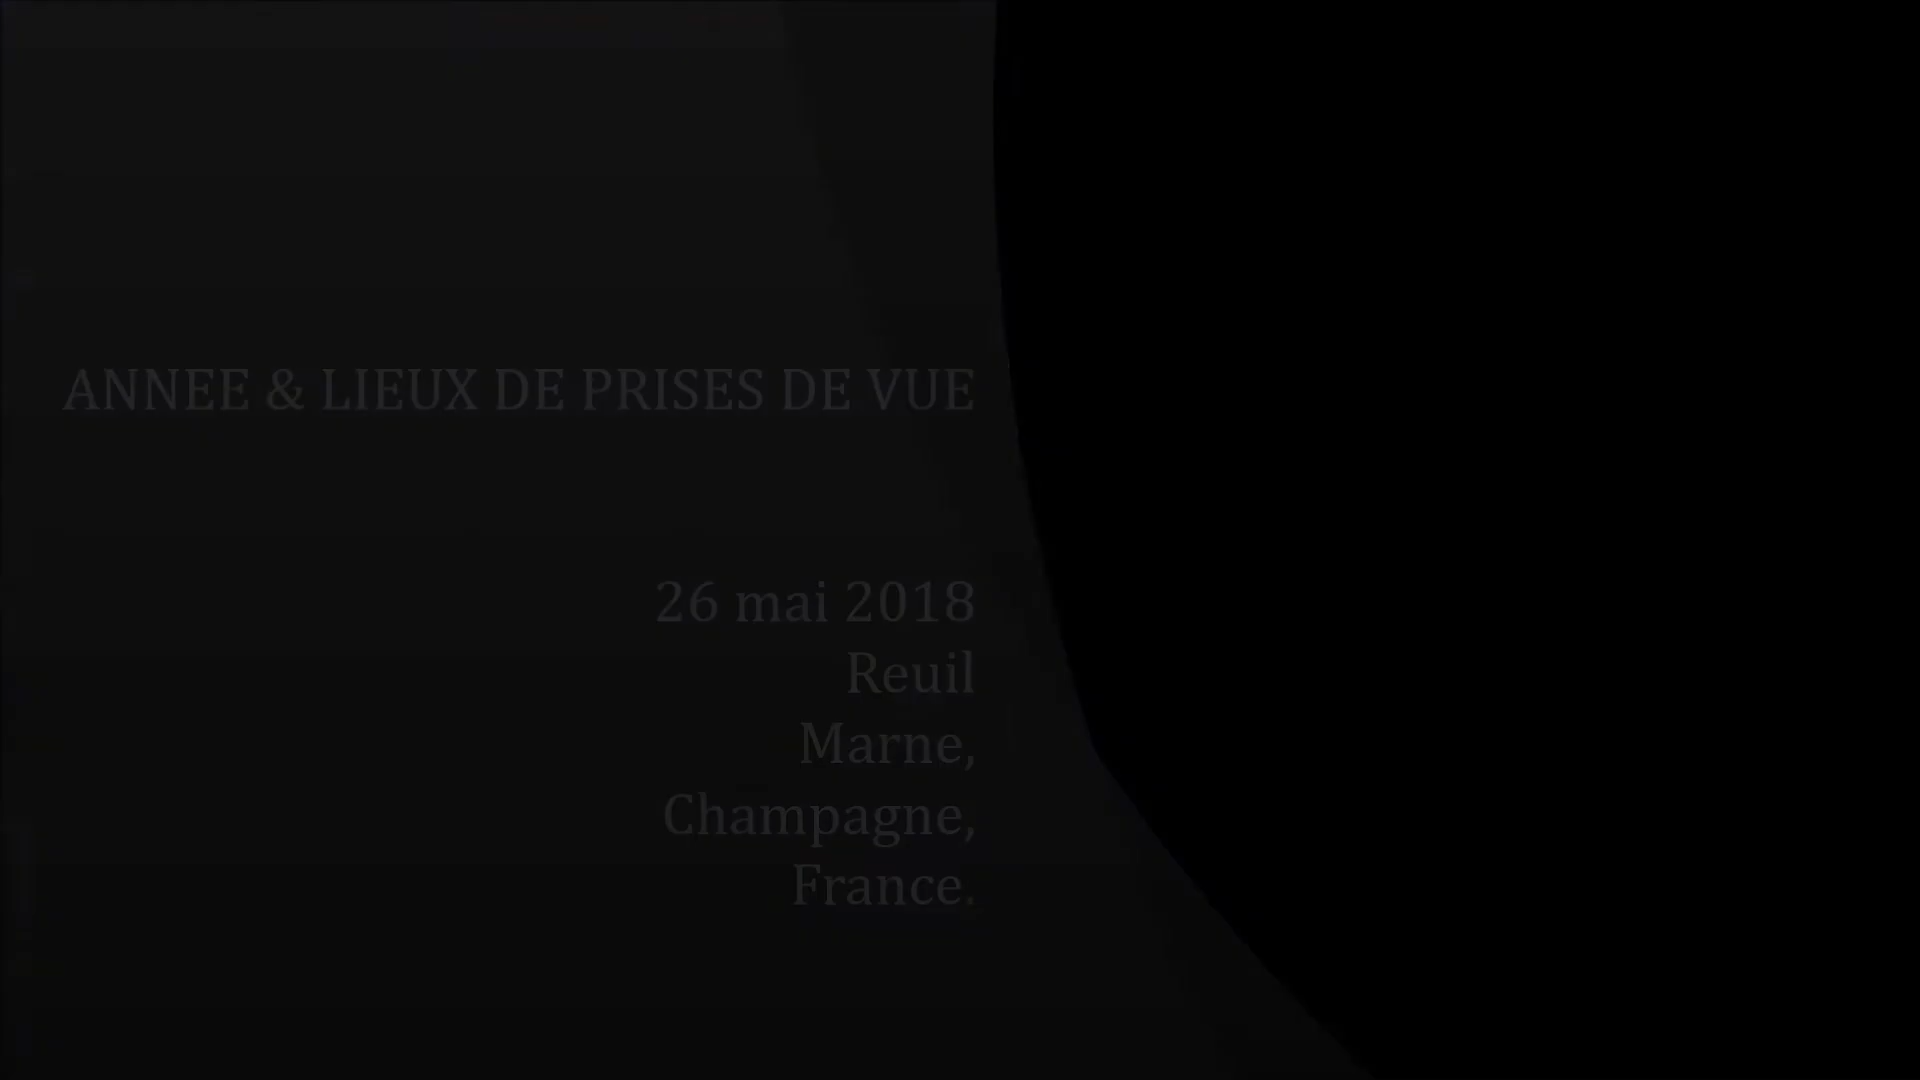 ANNEE & LIEUX DE PRISES DE VUE
26 mai 2018
Reuil
Marne,
Champagne,
France.